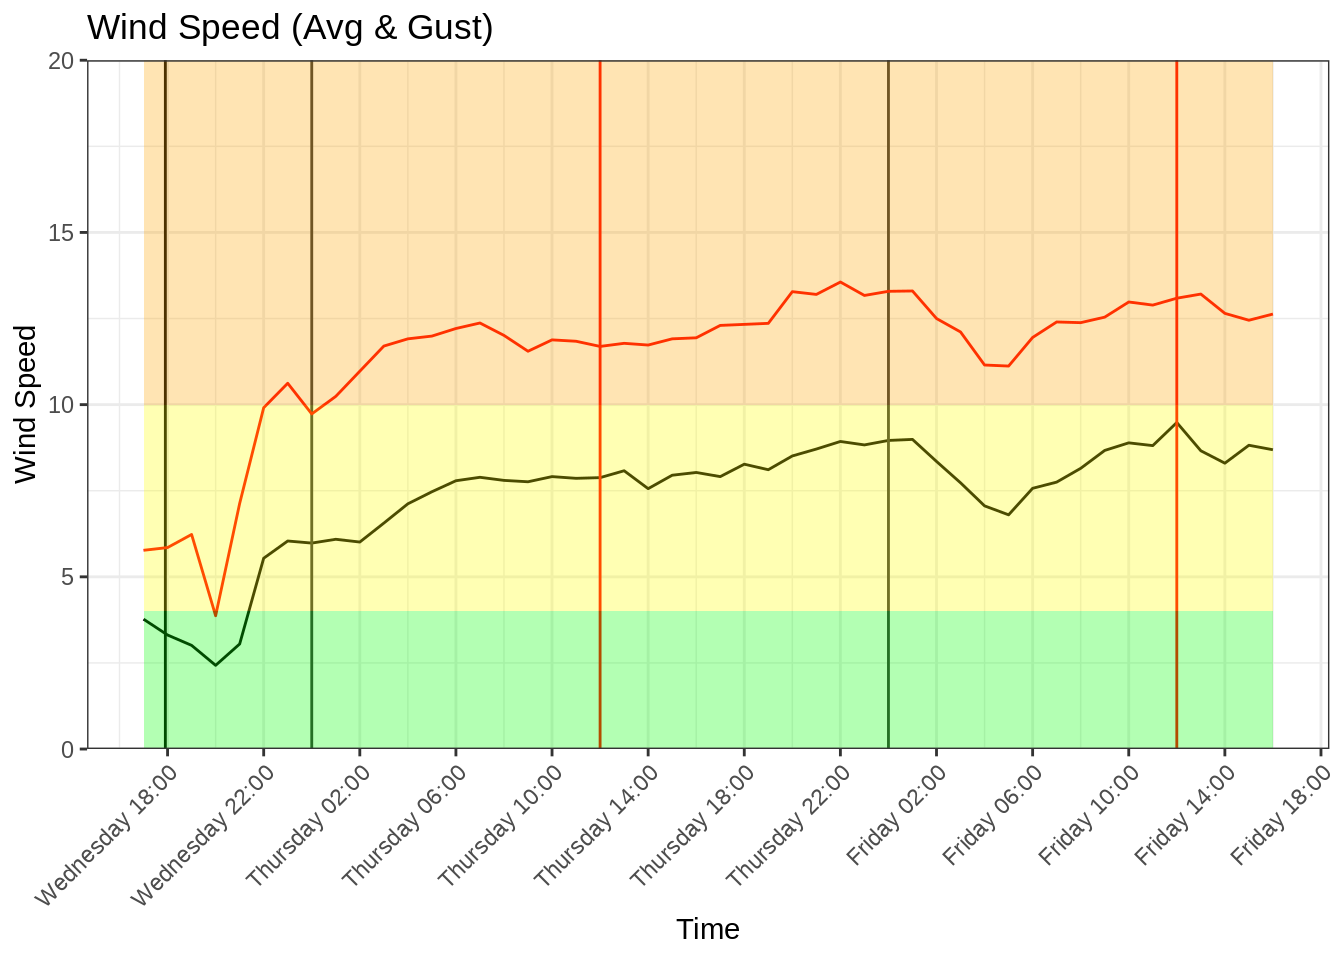 Wind Speed (Avg & Gust)
20
15
10
5
0
Wind Speed
Wednesday 18:00
Wednesday 22:00
Thursday 02:00
Thursday 06:00
Thursday 10:00
Thursday 14:00
Thursday 18:00
Thursday 22:00
Friday 02:00
Friday 06:00
Friday 10:00
Friday 14:00
Friday 18:00
Time